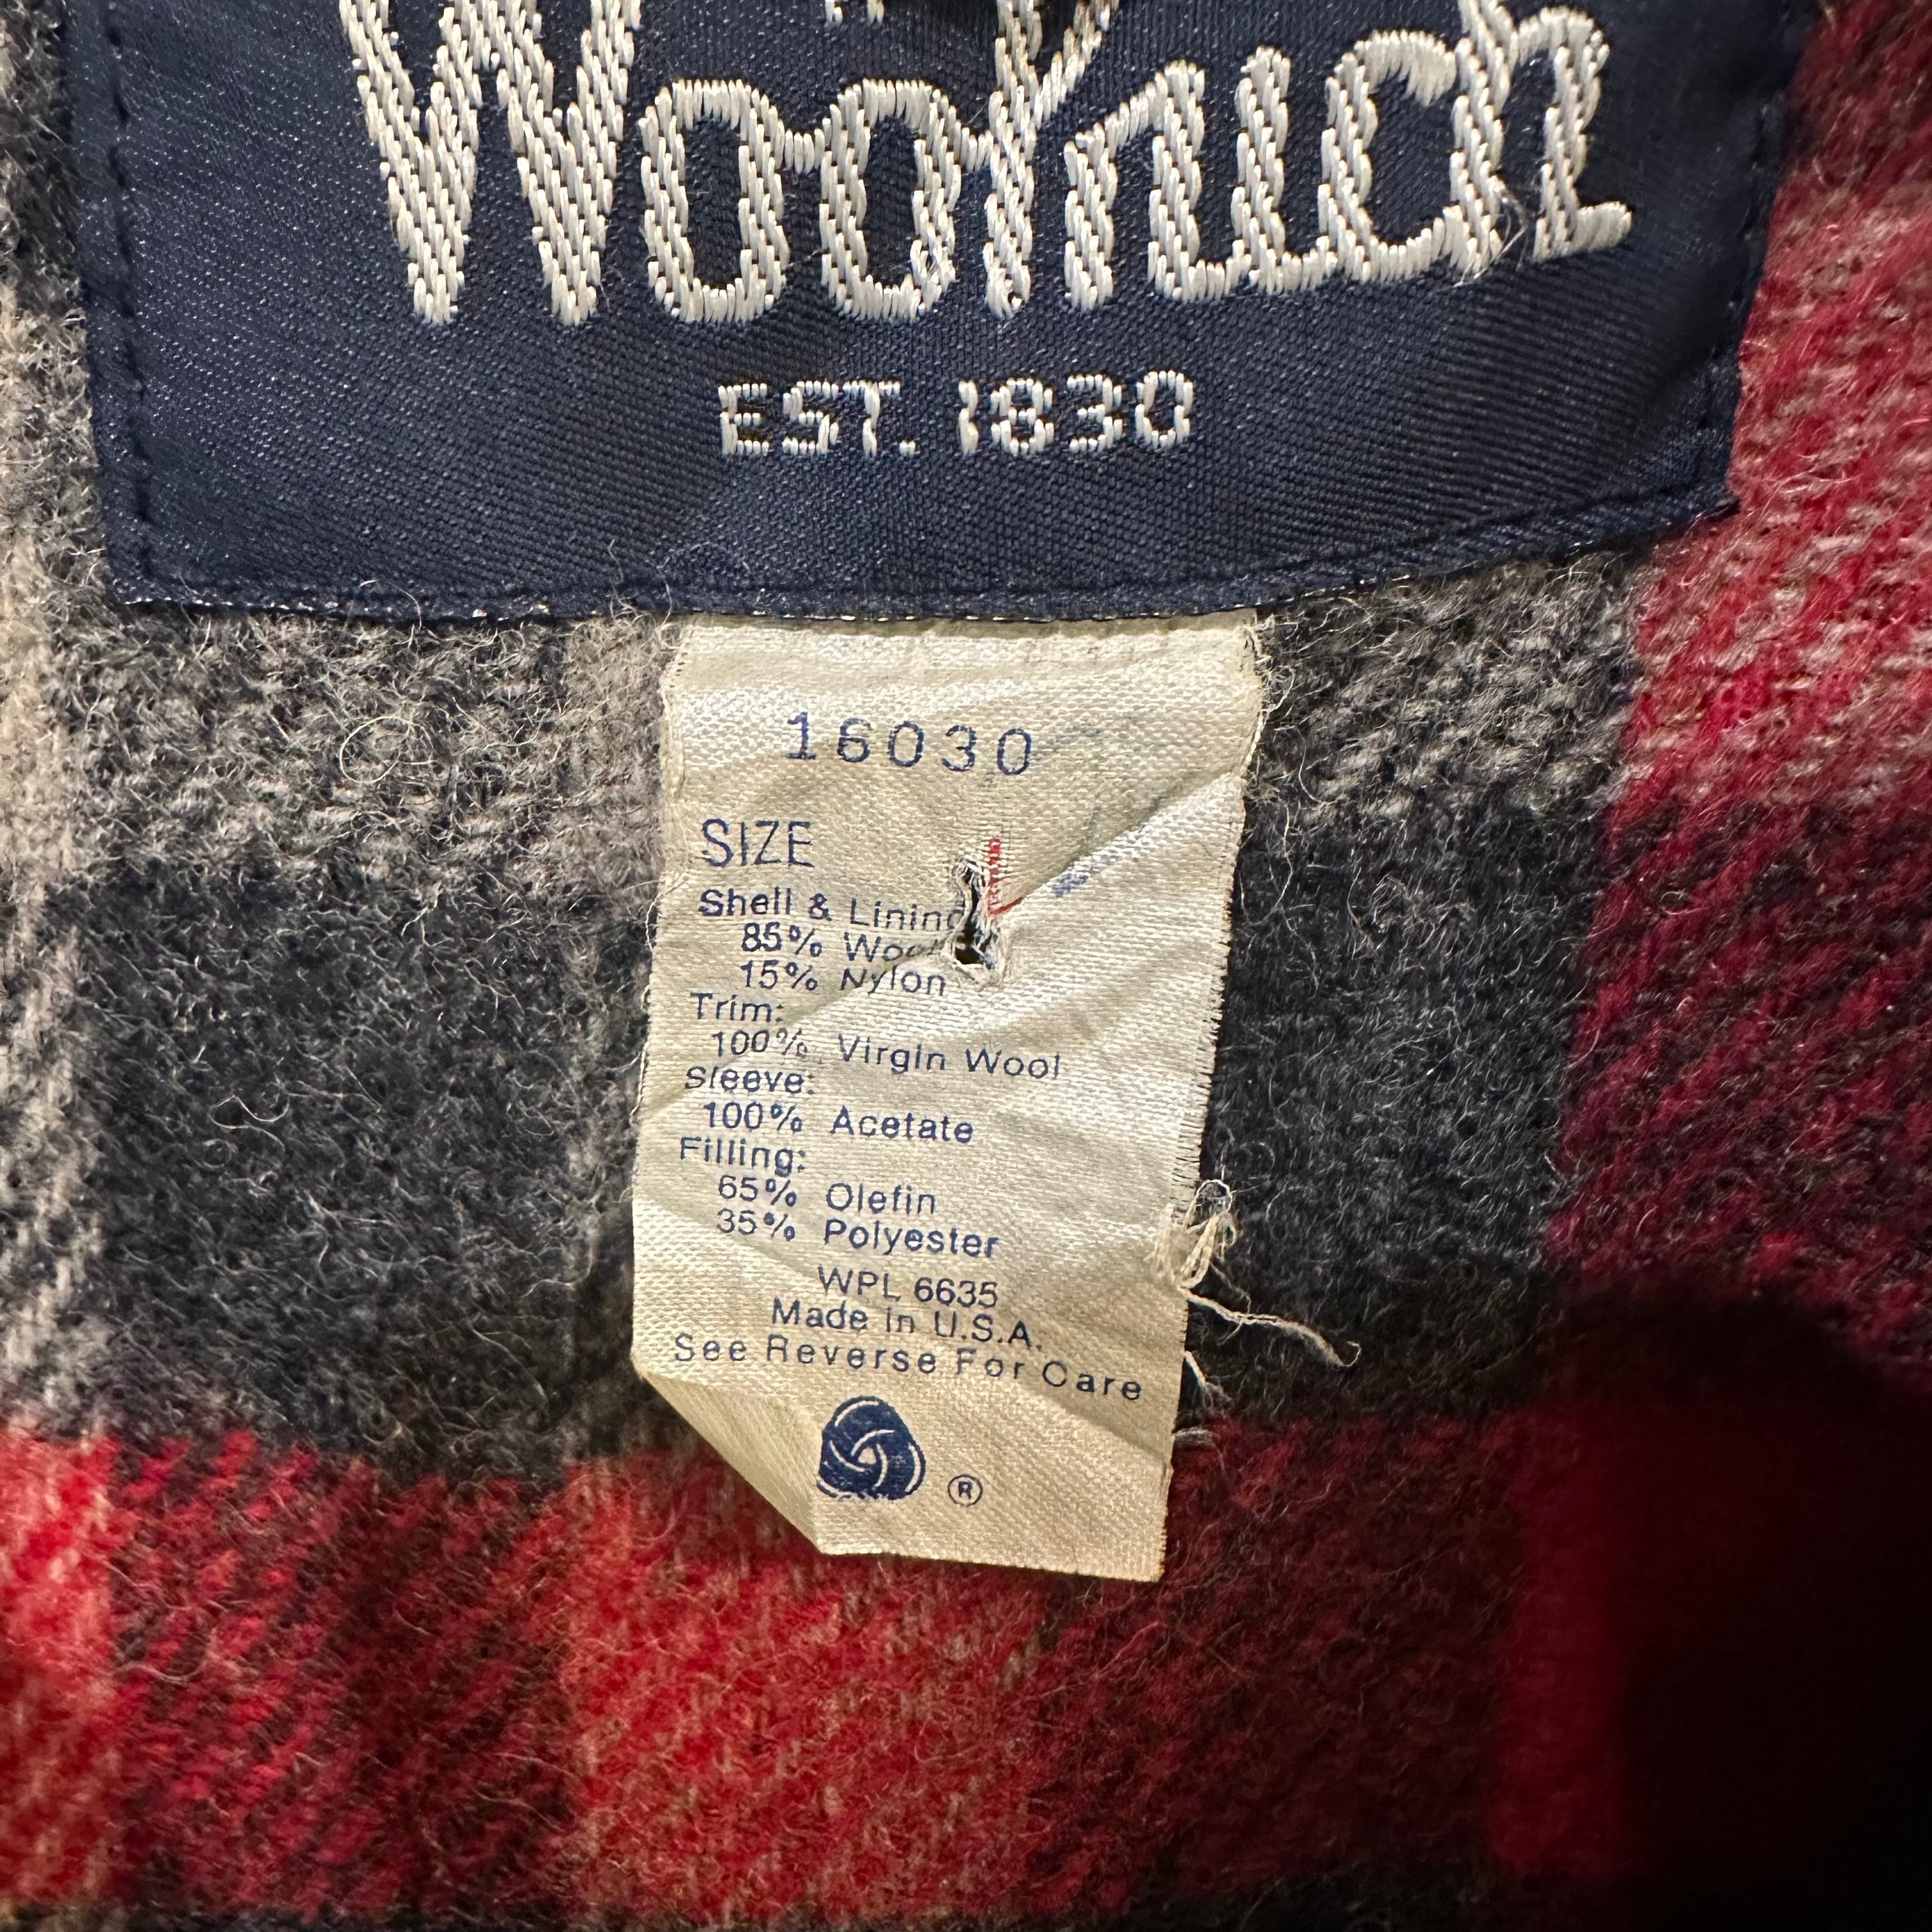 Woolrich
EST. 1830
16030
SIZE
Shell & Lining
85% Wool
15% Nylon
Trim:
100% Virgin Wool
Sleeve:
100% Acetate
Filling:
65% Olefin
35% Polyester
WPL 6635
Made in U.S.A.
See Reverse For Care
®